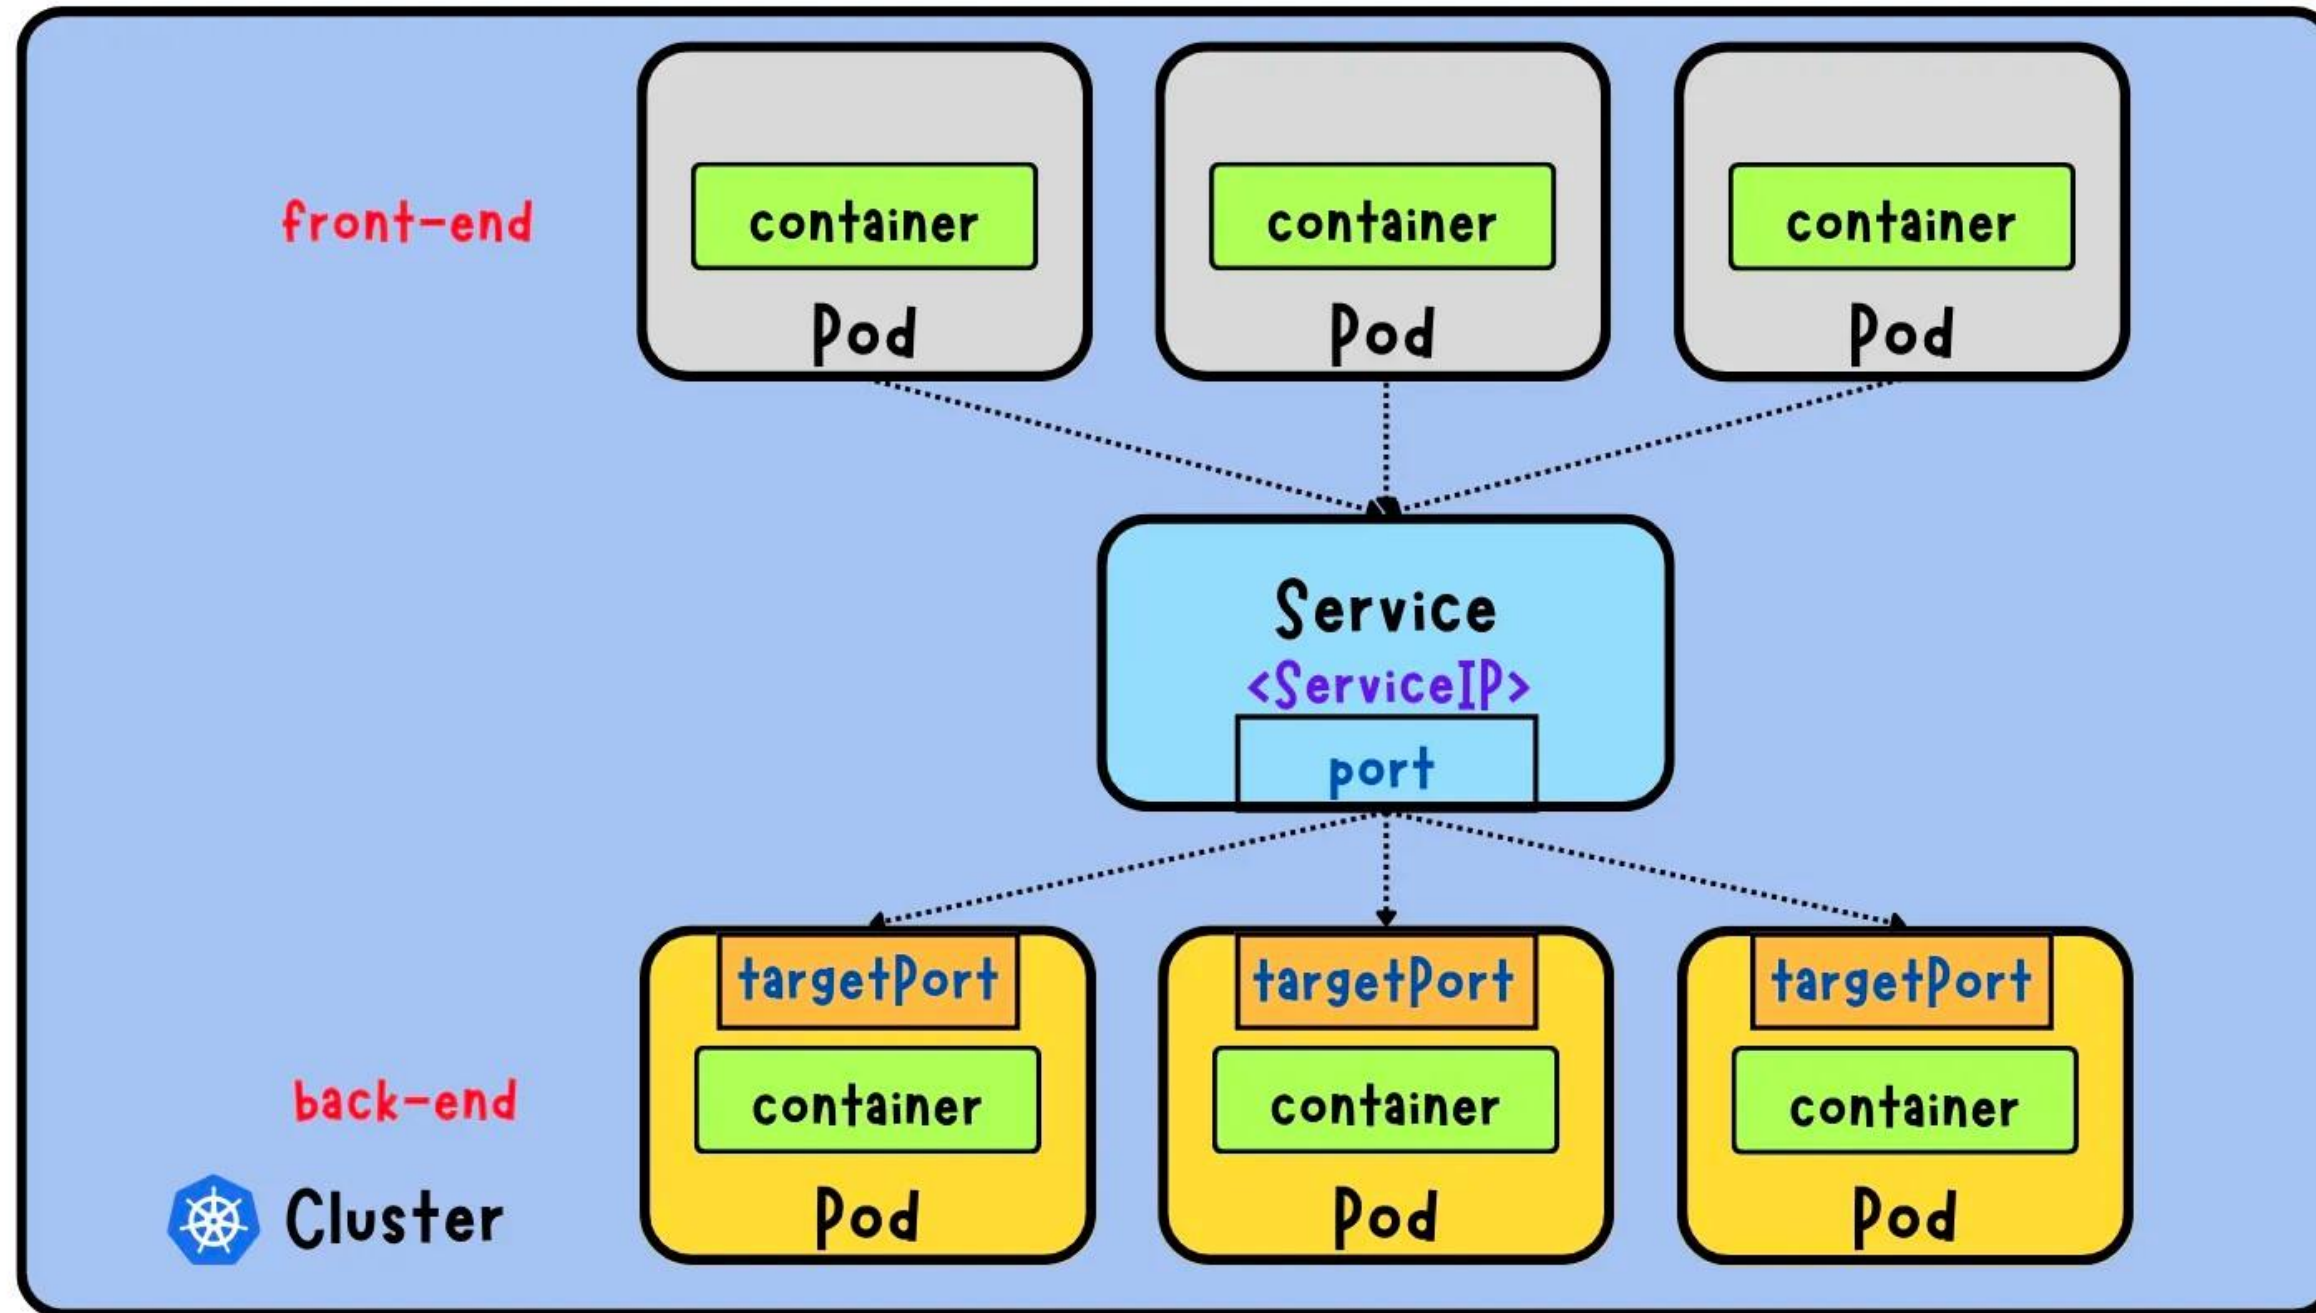 front-end
container
container
container
Pod
Pod
Pod
Service
<ServiceIP>
port
targetPort
targetPort
targetPort
back-end
container
container
container
Cluster
Pod
Pod
Pod